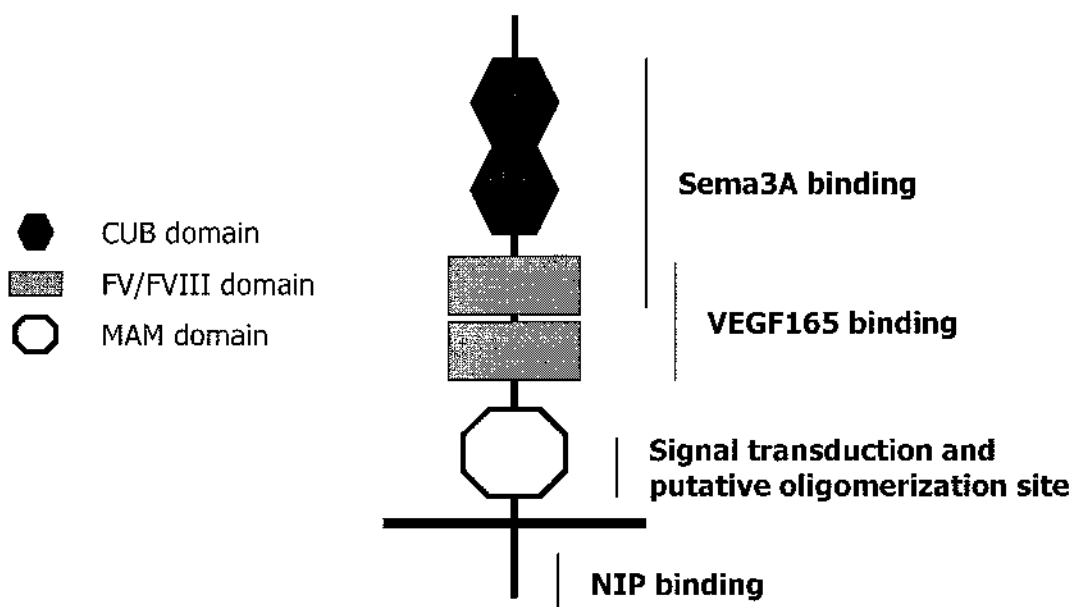 Sema3A binding
CUB domain
FV/FVIII domain
MAM domain
VEGF165 binding
Signal transduction and
putative oligomerization site
NIP binding